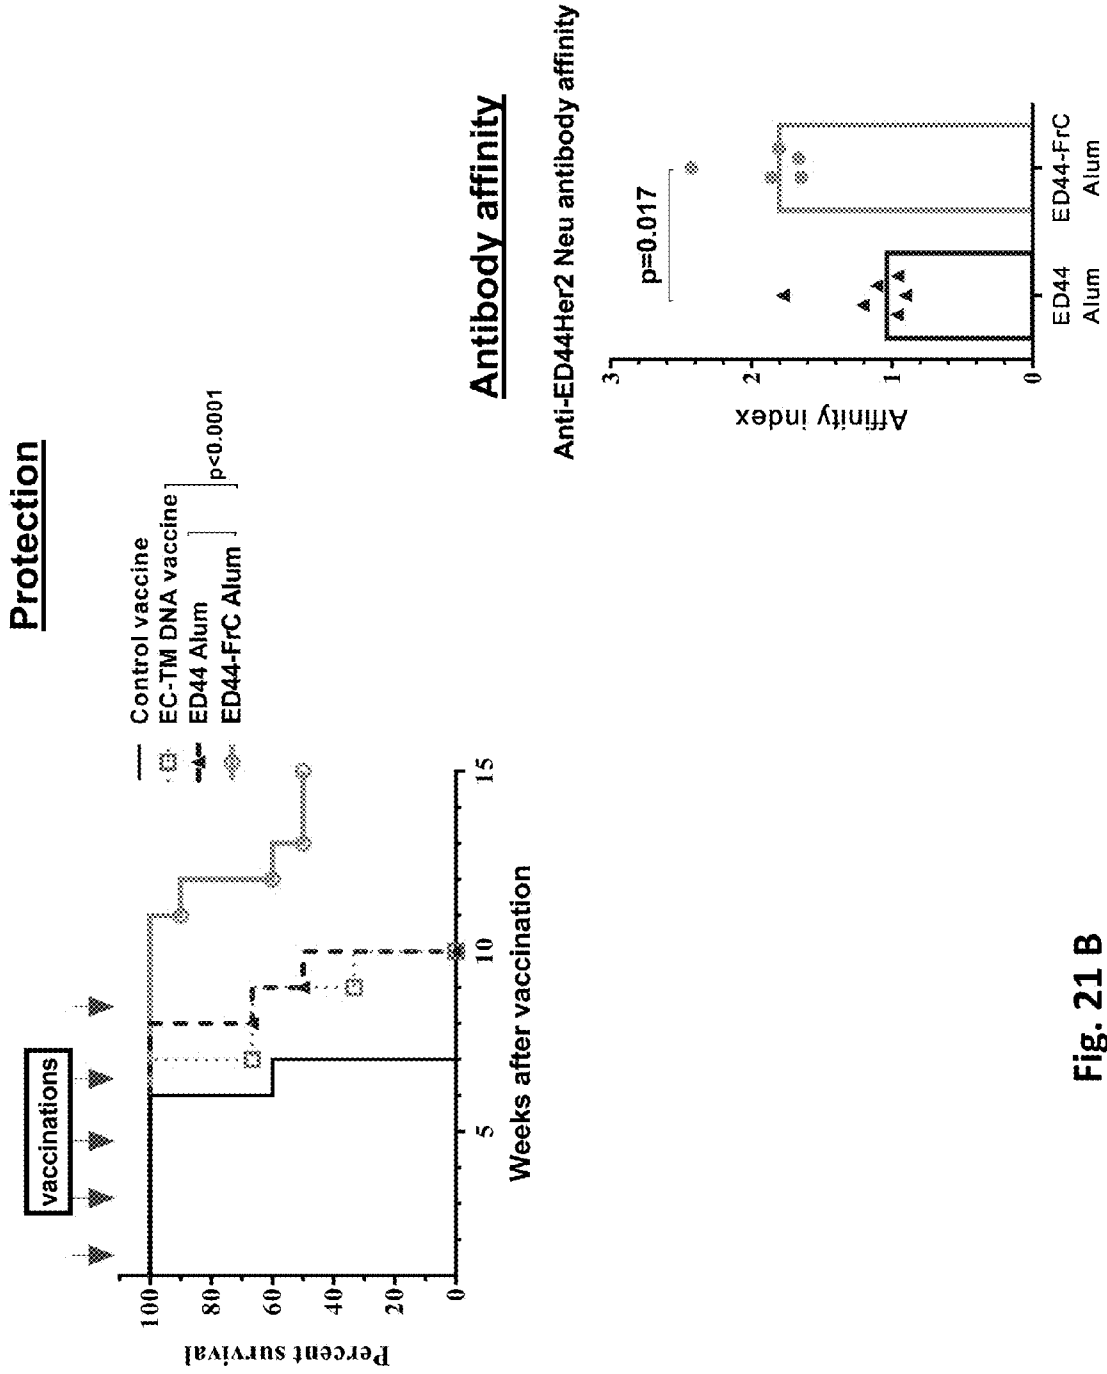 Protection
vaccinations
Control vaccine
EC-TM DNA vaccine
ED44 Alum
ED44-FrC Alum
p<0.0001
Percent survival
100
80
60
40
20
0
5
10
15
Weeks after vaccination
Antibody affinity
Anti-ED44Her2 Neu antibody affinity
p=0.017
Affinity index
3
2
1
0
ED44
Alum
ED44-FrC
Alum
Fig. 21 B